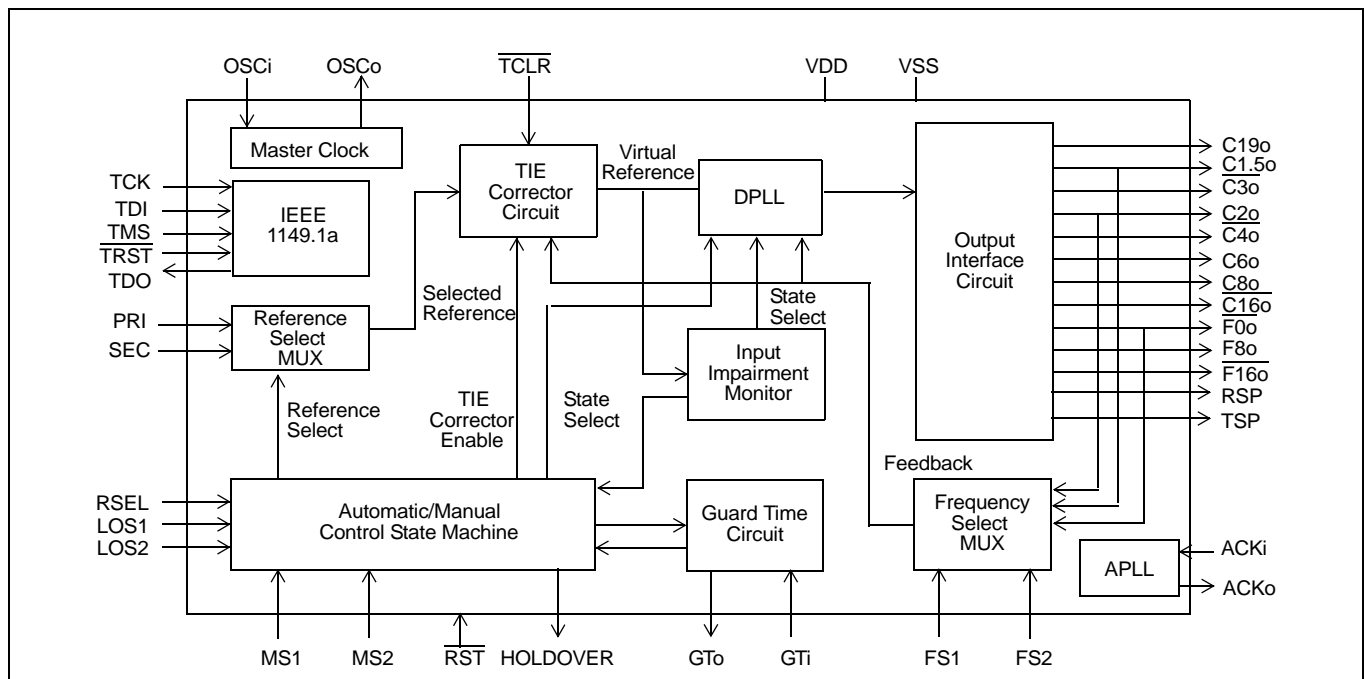 OSCi
OSCo
TCLR
VDD
VSS
Master Clock
TCK
TDI
TMS
TRST
TDO
IEEE
1149.1a
TIE
Corrector
Circuit
Virtual
Reference
DPLL
Output
Interface
Circuit
C19o
C1.5o
C3o
C2o
C4o
C6o
C8o
C16o
F0o
F8o
F16o
RSP
TSP
PRI
SEC
Reference
Select
MUX
Selected
Reference
State
Select
Input
Impairment
Monitor
Reference
Select
TIE
Corrector
Enable
State
Select
Feedback
RSEL
LOS1
LOS2
Automatic/Manual
Control State Machine
Guard Time
Circuit
Frequency
Select
MUX
APLL
ACKi
ACKo
MS1
MS2
RST
HOLDOVER
GTo
GTi
FS1
FS2